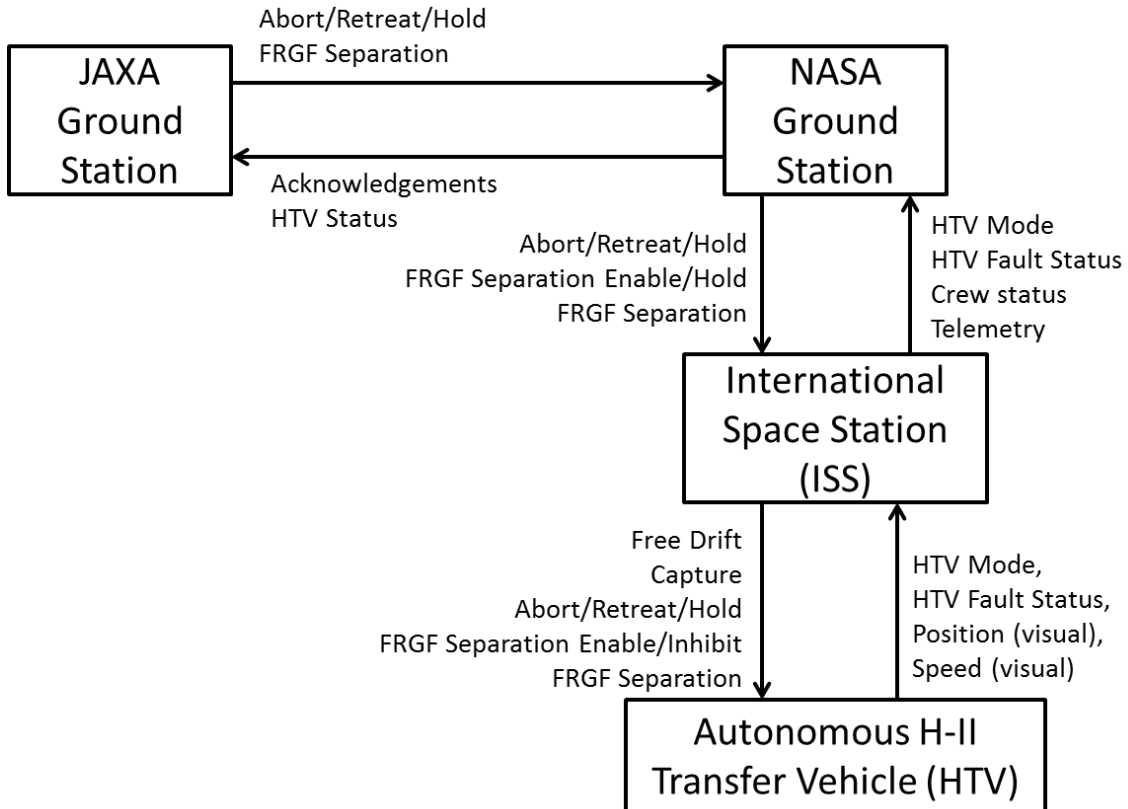 Abort/Retreat/Hold
FRGF Separation
JAXA
Ground
Station
NASA
Ground
Station
Acknowledgements
HTV Status
Abort/Retreat/Hold
FRGF Separation Enable/Hold
FRGF Separation
HTV Mode
HTV Fault Status
Crew status
Telemetry
International
Space Station
(ISS)
Free Drift
Capture
Abort/Retreat/Hold
FRGF Separation Enable/Inhibit
FRGF Separation
HTV Mode,
HTV Fault Status,
Position (visual),
Speed (visual)
Autonomous H-II
Transfer Vehicle (HTV)